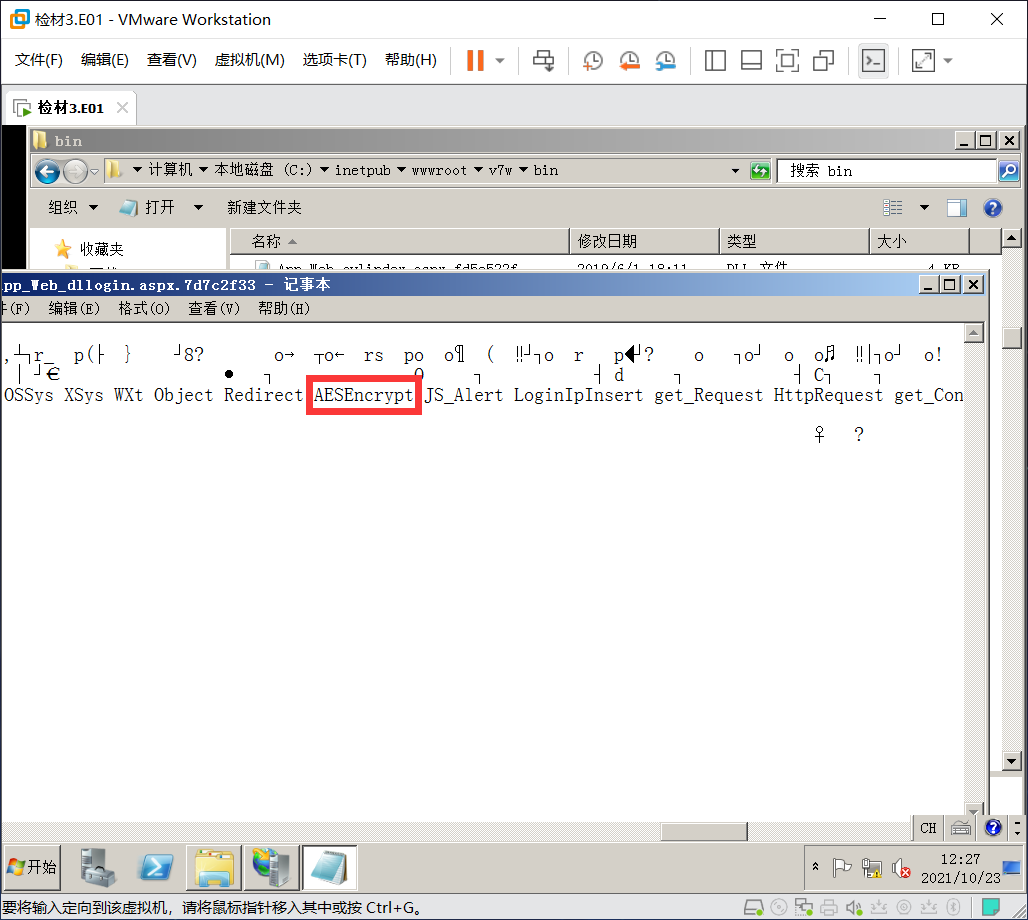 检材3.E01 - VMware Workstation
文件(F) 编辑(E) 查看(V) 虚拟机(M) 选项卡(T) 帮助(H)
检材3.E01
bin
计算机 本地磁盘 (C:) inetpub wwwroot v7w bin
搜索 bin
组织 打开 新建文件夹
收藏夹
名称 修改日期 类型 大小
2019/6/1 18:11 DLL 文件 4 KB
pp_Web_dllogin.aspx.7d7c2f33 - 记事本
(F) 编辑(E) 格式(O) 查看(V) 帮助(H)
OSSys XSys WXt Object Redirect AESEncrypt JS_Alert LoginIpInsert get_Request HttpRequest get_Con
♀ ?
CH
开始
12:27
2021/10/23
要将输入定向到该虚拟机，请将鼠标指针移入其中或按 Ctrl+G。